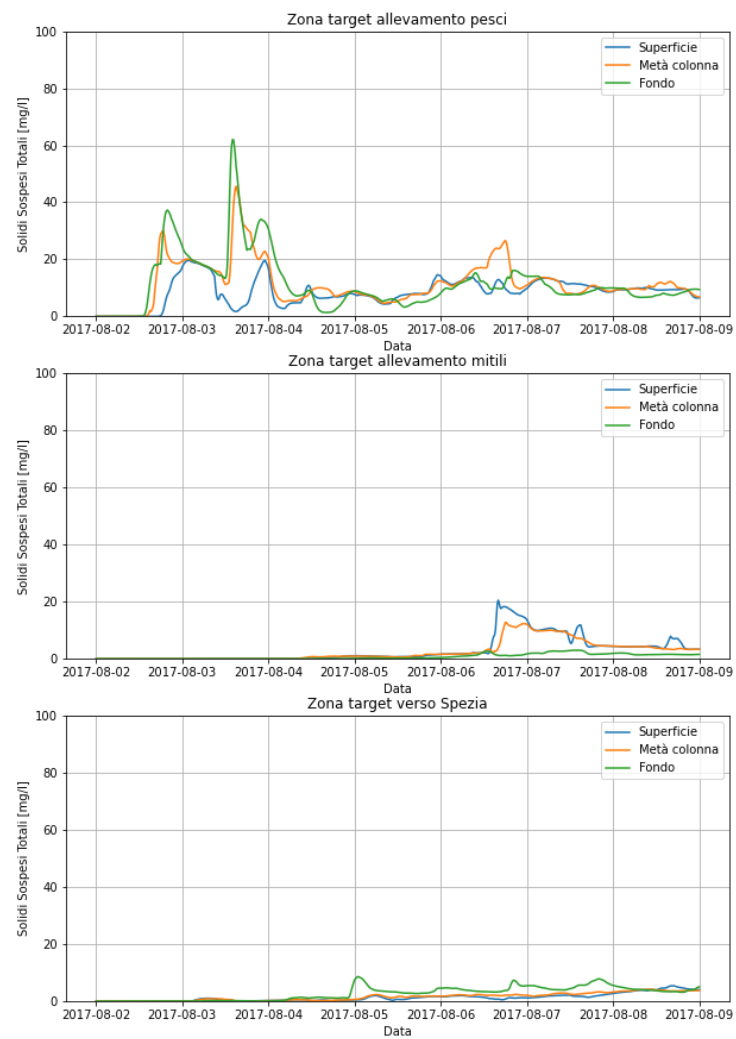 Zona target allevamento pesci
100
80
60
40
20
0
Solidi Sospesi Totali [mg/l]
Superficie
Metà colonna
Fondo
2017-08-02 2017-08-03 2017-08-04 2017-08-05 2017-08-06 2017-08-07 2017-08-08 2017-08-09
Data
Zona target allevamento mitili
100
80
60
40
20
0
Solidi Sospesi Totali [mg/l]
Superficie
Metà colonna
Fondo
2017-08-02 2017-08-03 2017-08-04 2017-08-05 2017-08-06 2017-08-07 2017-08-08 2017-08-09
Data
Zona target verso Spezia
100
80
60
40
20
0
Solidi Sospesi Totali [mg/l]
Superficie
Metà colonna
Fondo
2017-08-02 2017-08-03 2017-08-04 2017-08-05 2017-08-06 2017-08-07 2017-08-08 2017-08-09
Data